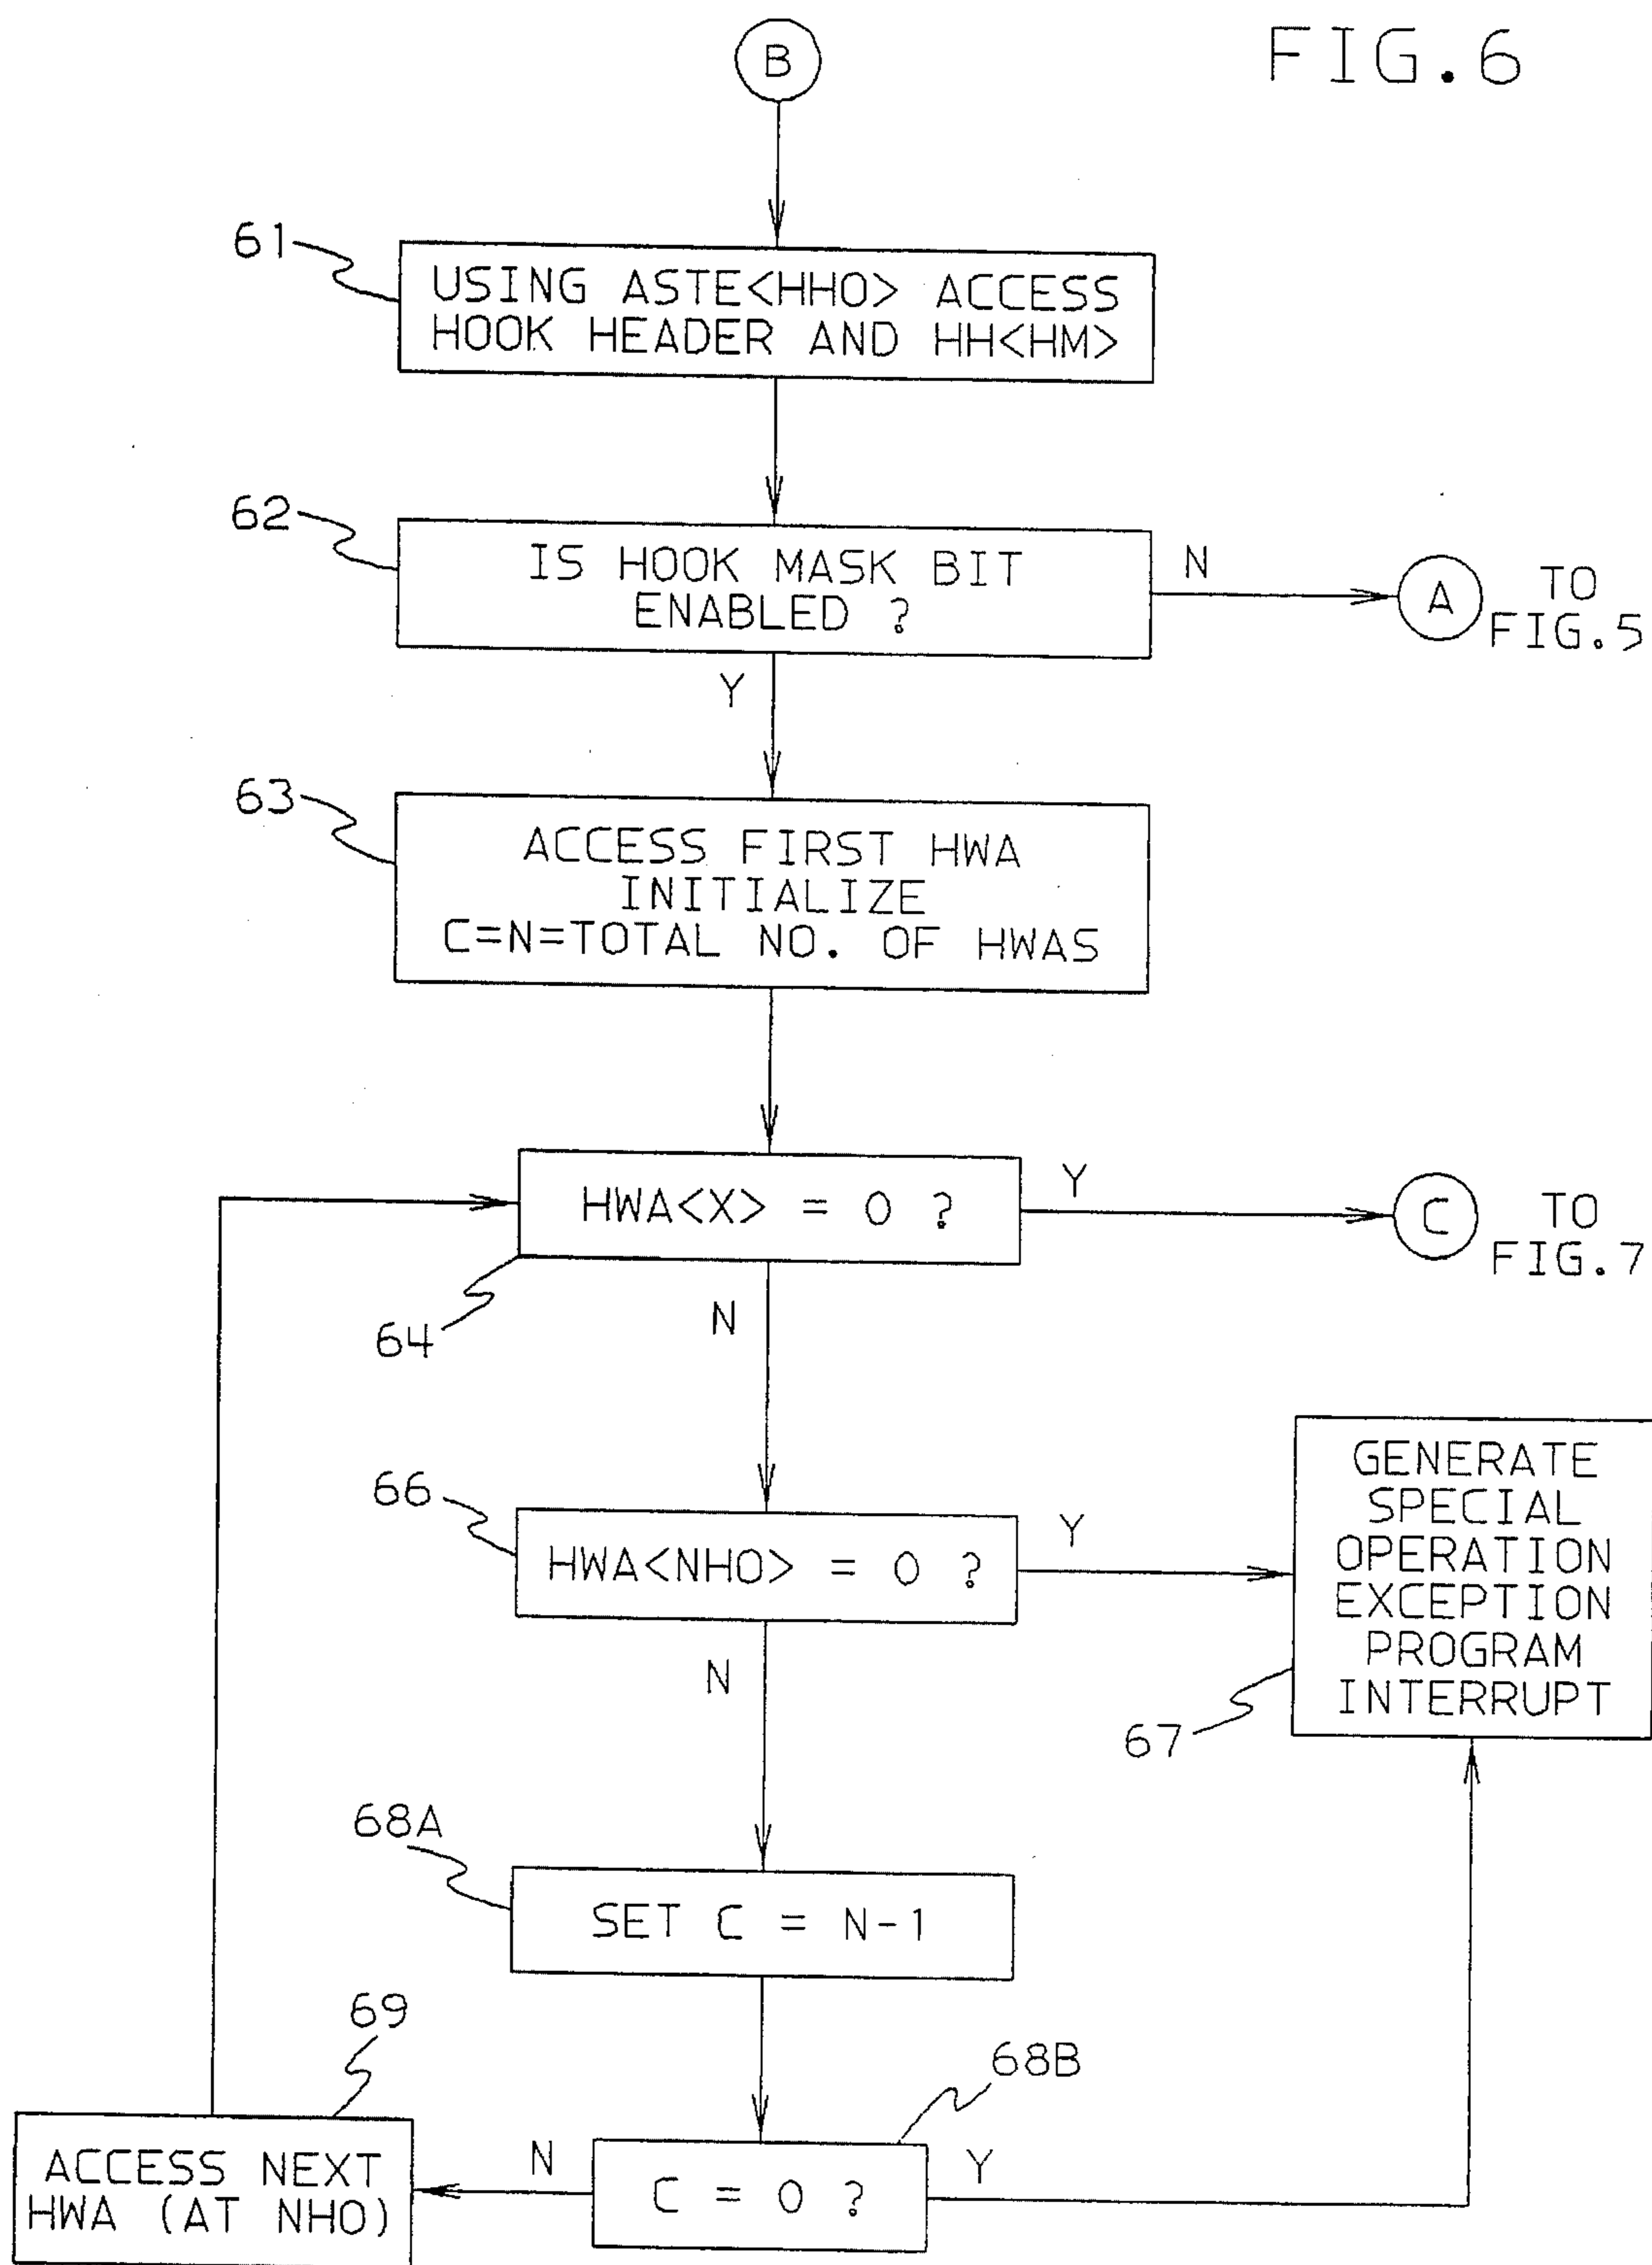 FIG.6
B
61
USING ASTE<HHO> ACCESS
HOOK HEADER AND HH<HM>
62
IS HOOK MASK BIT
ENABLED ?
N
A
TO
FIG.5
Y
63
ACCESS FIRST HWA
INITIALIZE
C=N=TOTAL NO. OF HWAS
HWA<X> = 0 ?
Y
C
TO
FIG.7
64
N
66
HWA<NHO> = 0 ?
Y
GENERATE
SPECIAL
OPERATION
EXCEPTION
PROGRAM
INTERRUPT
67
N
68A
SET C = N-1
69
68B
ACCESS NEXT
HWA (AT NHO)
N
C = 0 ?
Y